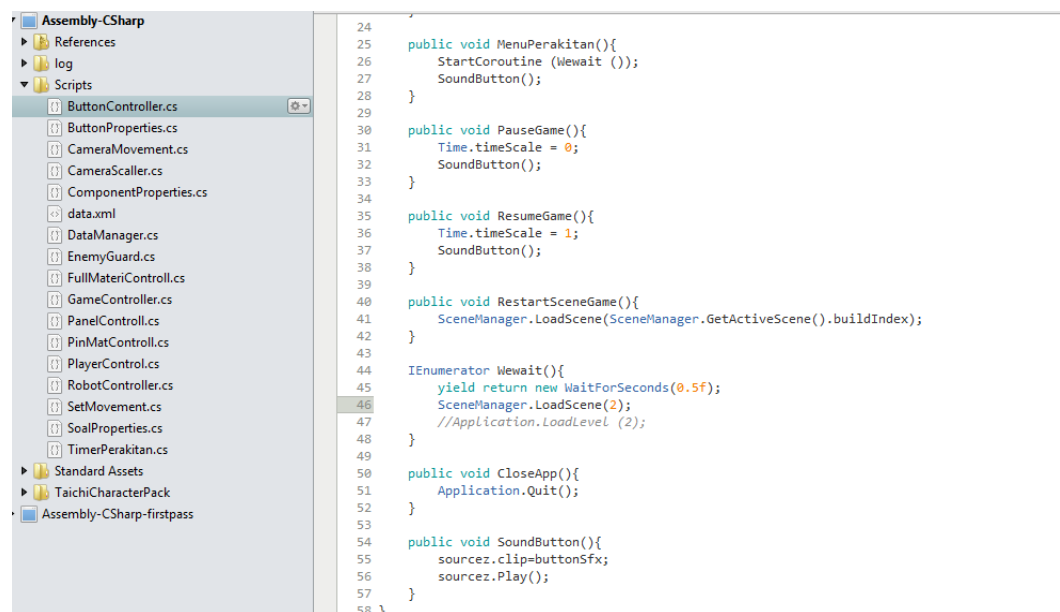 Assembly-CSharp
References
log
Scripts
ButtonController.cs
ButtonProperties.cs
CameraMovement.cs
CameraScaller.cs
ComponentProperties.cs
data.xml
DataManager.cs
EnemyGuard.cs
FullMateriControll.cs
GameController.cs
PanelControll.cs
PinMatControll.cs
PlayerControl.cs
RobotController.cs
SetMovement.cs
SoalProperties.cs
TimerPerakitan.cs
Standard Assets
TaichiCharacterPack
Assembly-CSharp-firstpass
24
25 public void MenuPerakitan(){
26 StartCoroutine (Wewait ());
27 SoundButton();
28 }
29
30 public void PauseGame(){
31 Time.timeScale = 0;
32 SoundButton();
33 }
34
35 public void ResumeGame(){
36 Time.timeScale = 1;
37 SoundButton();
38 }
39
40 public void RestartSceneGame(){
41 SceneManager.LoadScene(SceneManager.GetActiveScene().buildIndex);
42 }
43
44 IEnumerator Wewait(){
45 yield return new WaitForSeconds(0.5f);
46 SceneManager.LoadScene(2);
47 //Application.LoadLevel (2);
48 }
49
50 public void CloseApp(){
51 Application.Quit();
52 }
53
54 public void SoundButton(){
55 sourcez.clip=buttonSfx;
56 sourcez.Play();
57 }
58 }